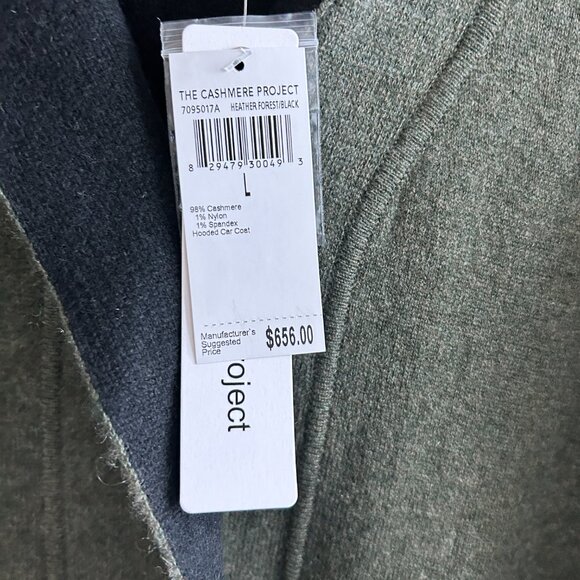 THE CASHMERE PROJECT
7095017A HEATHER FOREST/BLACK
8 29479 30049 3
L
98% Cashmere
1% Nylon
1% Spandex
Hooded Car Coat
Manufacturer's
Suggested
Price
$656.00
roject